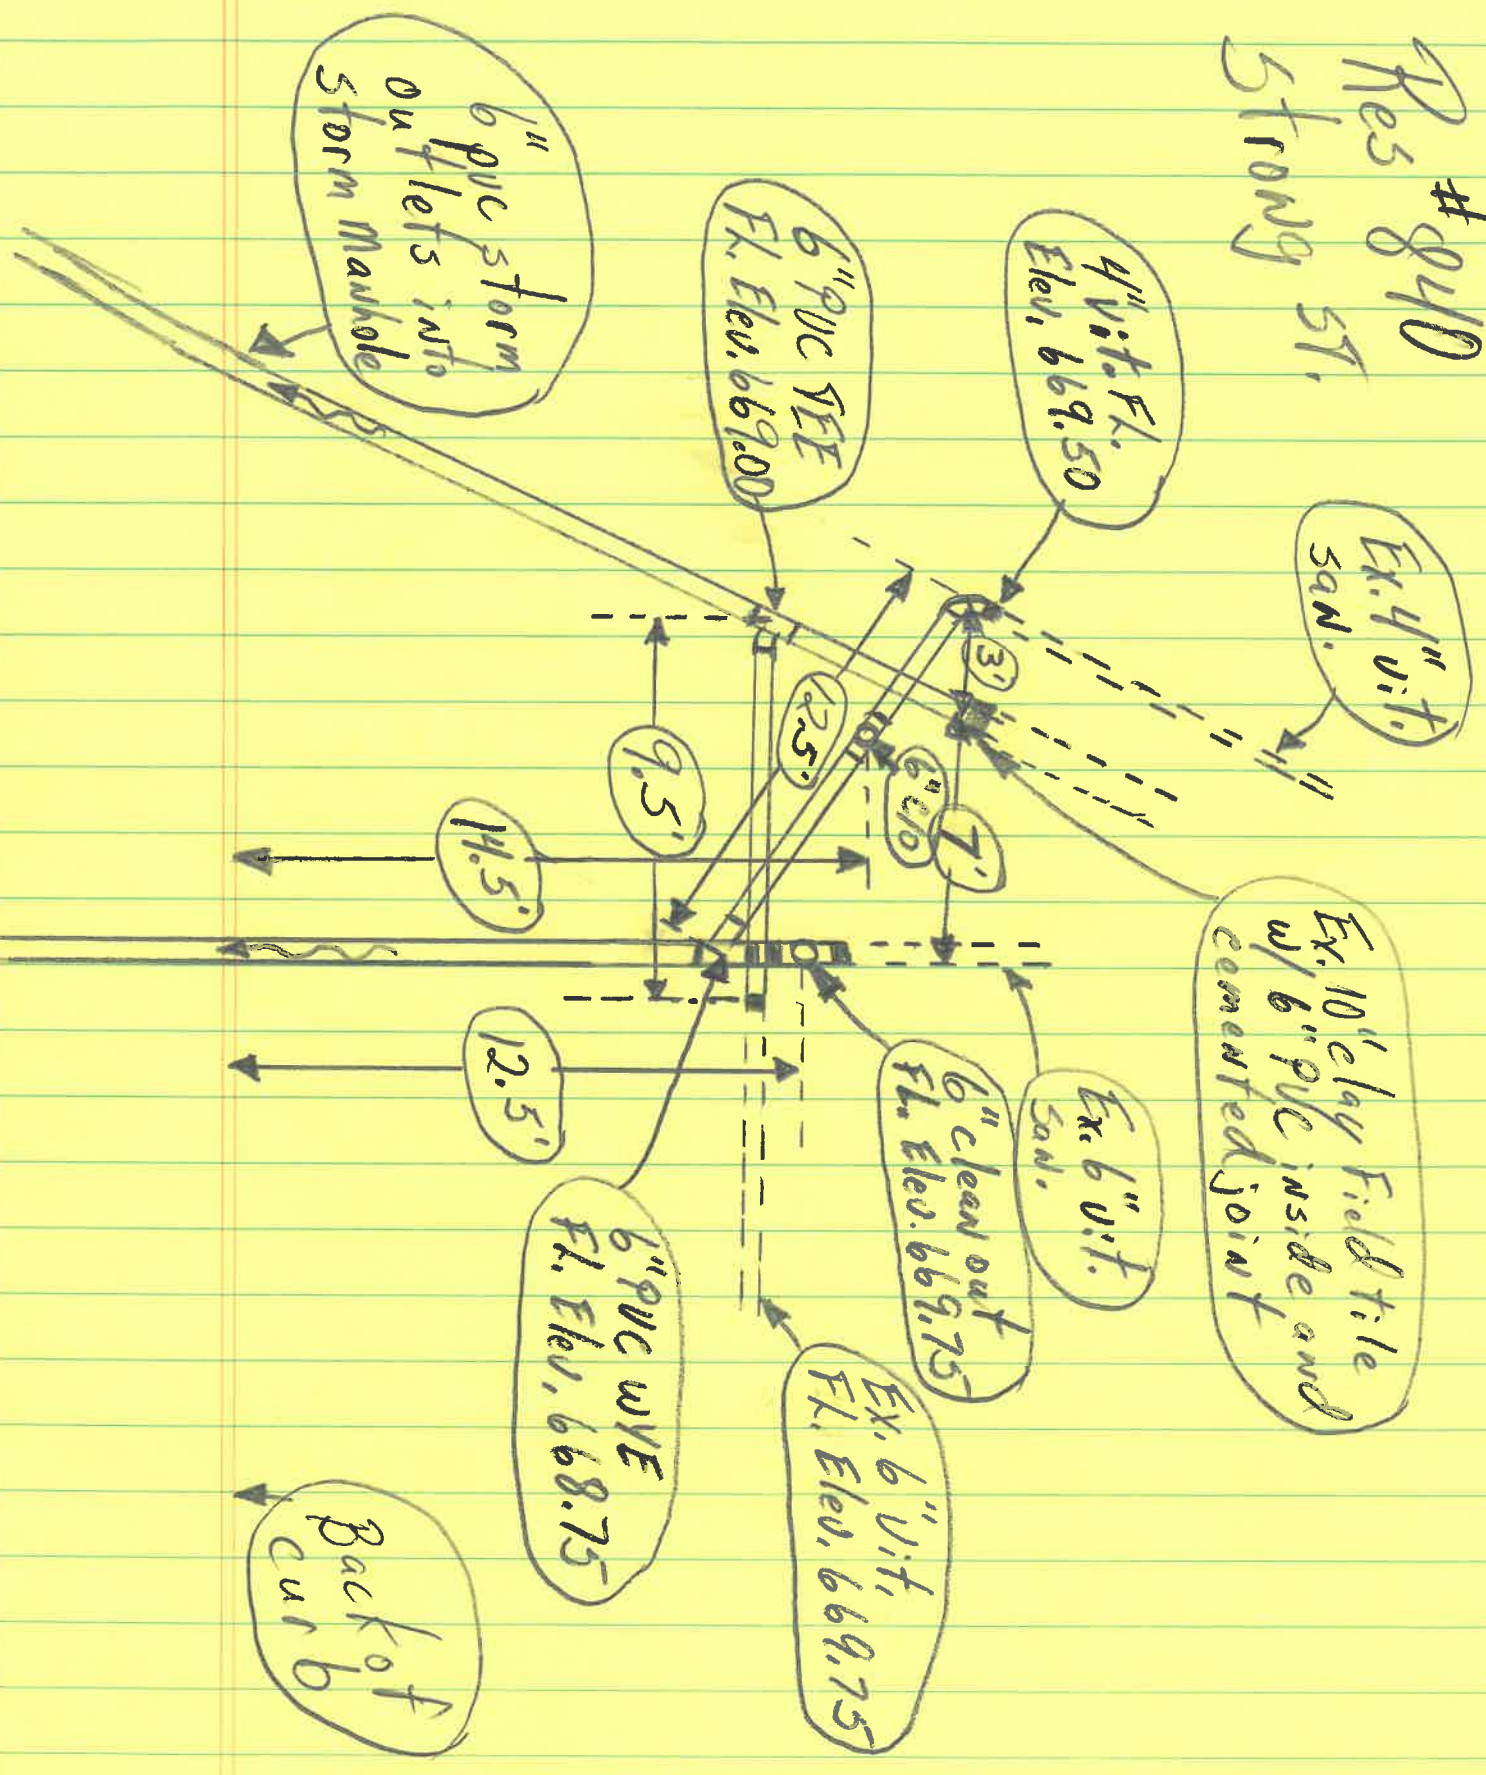 Res #840
Strong ST.
Ex. 4" Vit.
SAN.
4" Vit. FL.
Elev. 669.50
6" PVC TEE
FL. Elev. 669.00
6" PVC Storm
outlets into
Storm Manhole
Ex. 10" clay Field tile
w/ 6" PVC inside and
cemented joint
3'
7'
6" c/o
12.5'
9.5'
14.5'
12.5'
Ex. 6" Vit.
SAN.
6" clean out
FL. Elev. 669.75
Ex. 6" Vit.
FL. Elev. 669.75
6" PVC WYE
FL. Elev. 668.75
Back of
curb